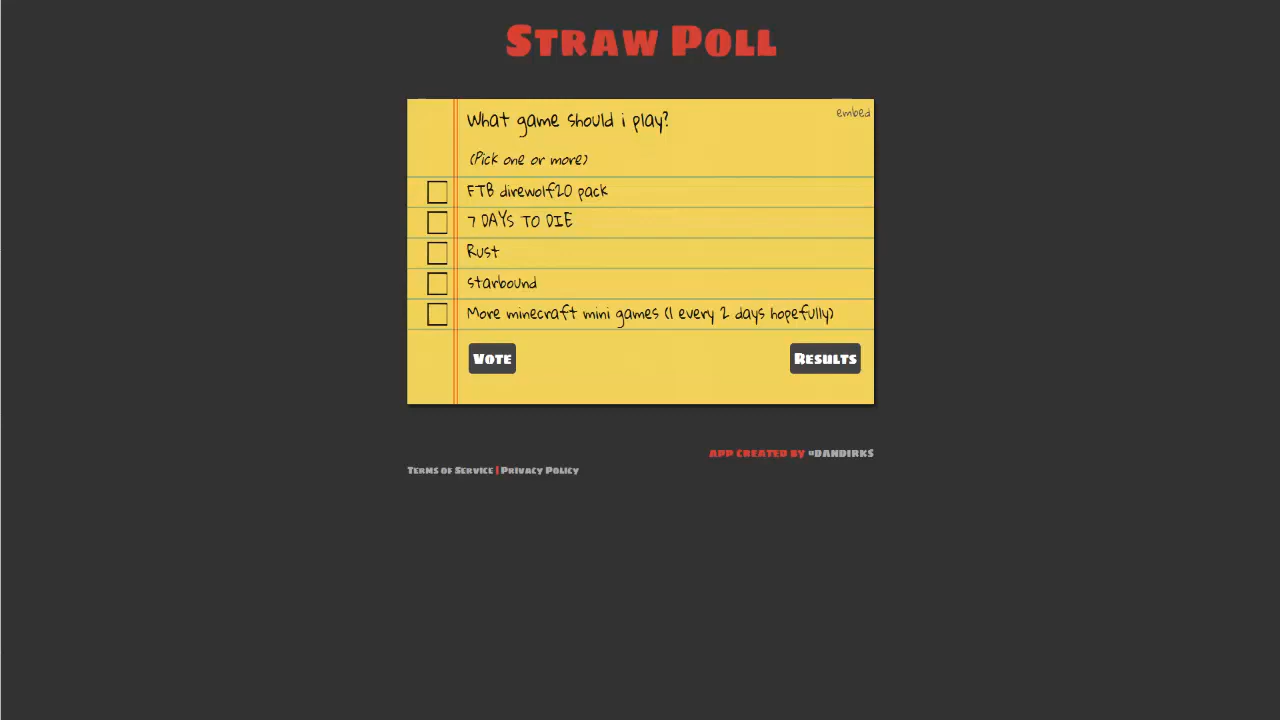 Straw Poll
What game should i play?
embed
(Pick one or more)
FTB direwolf20 pack
7 DAYS TO DIE
Rust
starbound
More minecraft mini games (1 every 2 days hopefully)
Vote
Results
App created by @dandirks
Terms of Service | Privacy Policy